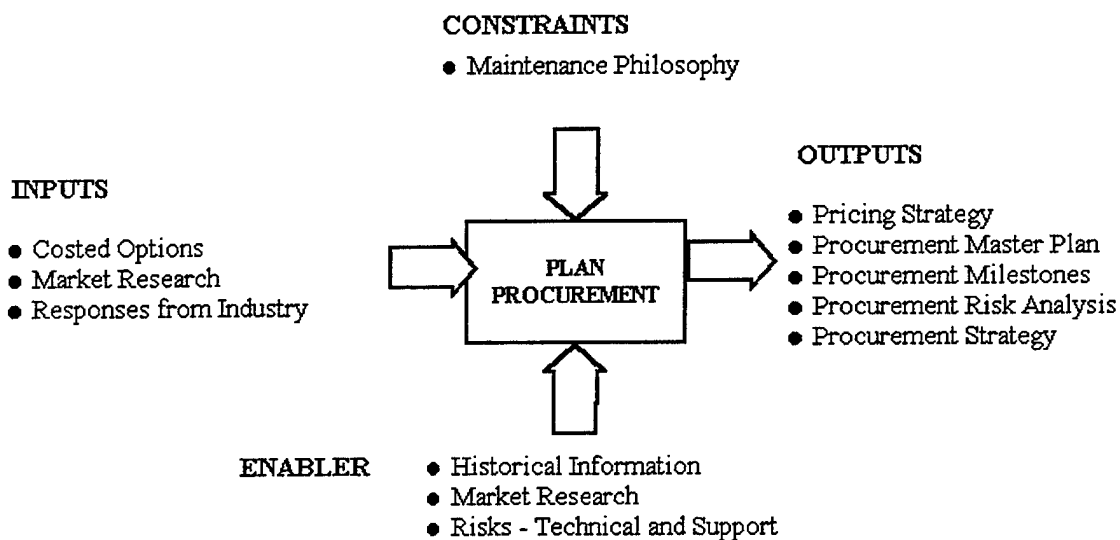 CONSTRAINTS
● Maintenance Philosophy
INPUTS
● Costed Options
● Market Research
● Responses from Industry
PLAN
PROCUREMENT
OUTPUTS
● Pricing Strategy
● Procurement Master Plan
● Procurement Milestones
● Procurement Risk Analysis
● Procurement Strategy
ENABLER
● Historical Information
● Market Research
● Risks - Technical and Support